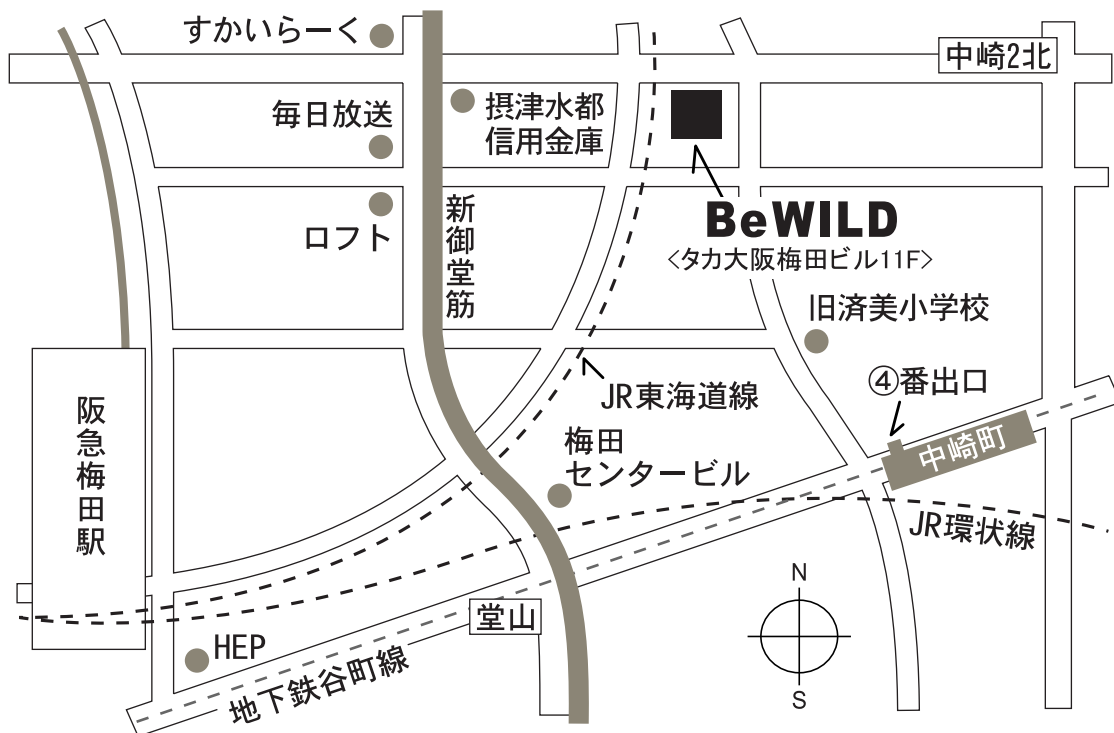 すかいらーく
中崎2北
毎日放送
摂津水都
信用金庫
ロフト
新御堂筋
BeWILD
<タカ大阪梅田ビル11F>
旧済美小学校
④番出口
中崎町
JR東海道線
梅田
センタービル
阪急梅田駅
JR環状線
堂山
HEP
地下鉄谷町線
N
S